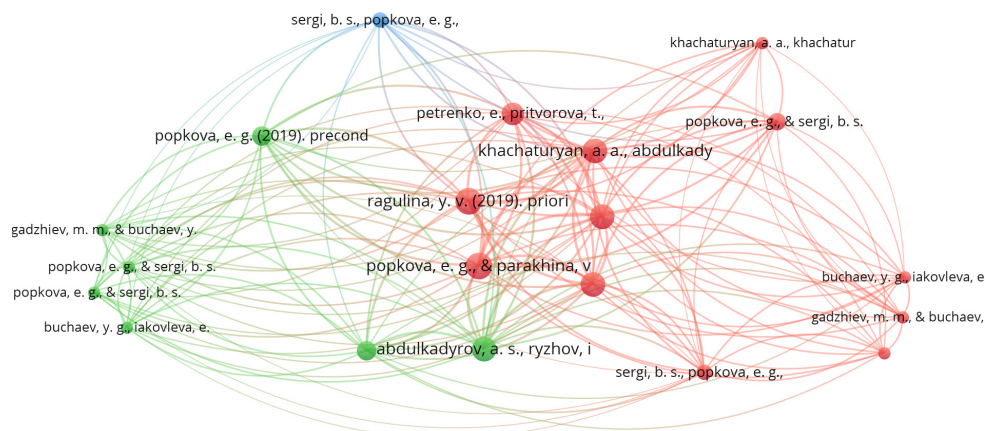 sergi, b. s., popkova, e. g.,
khachaturyan, a. a., khachatur
petrenko, e., pritvorova, t.,
popkova, e. g., & sergi, b. s.
popkova, e. g. (2019). precond
khachaturyan, a. a., abdulkady
ragulina, y. v. (2019). priori
gadzhiev, m. m., & buchaev, y.
popkova, e. g., & sergi, b. s.
popkova, e. g., & parakhina, v
buchaev, y. g., iakovleva, e
popkova, e. g., & sergi, b. s.
gadzhiev, m. m., & buchaev,
buchaev, y. g., iakovleva, e.
abdulkadyrov, a. s., ryzhov, i
sergi, b. s., popkova, e. g.,